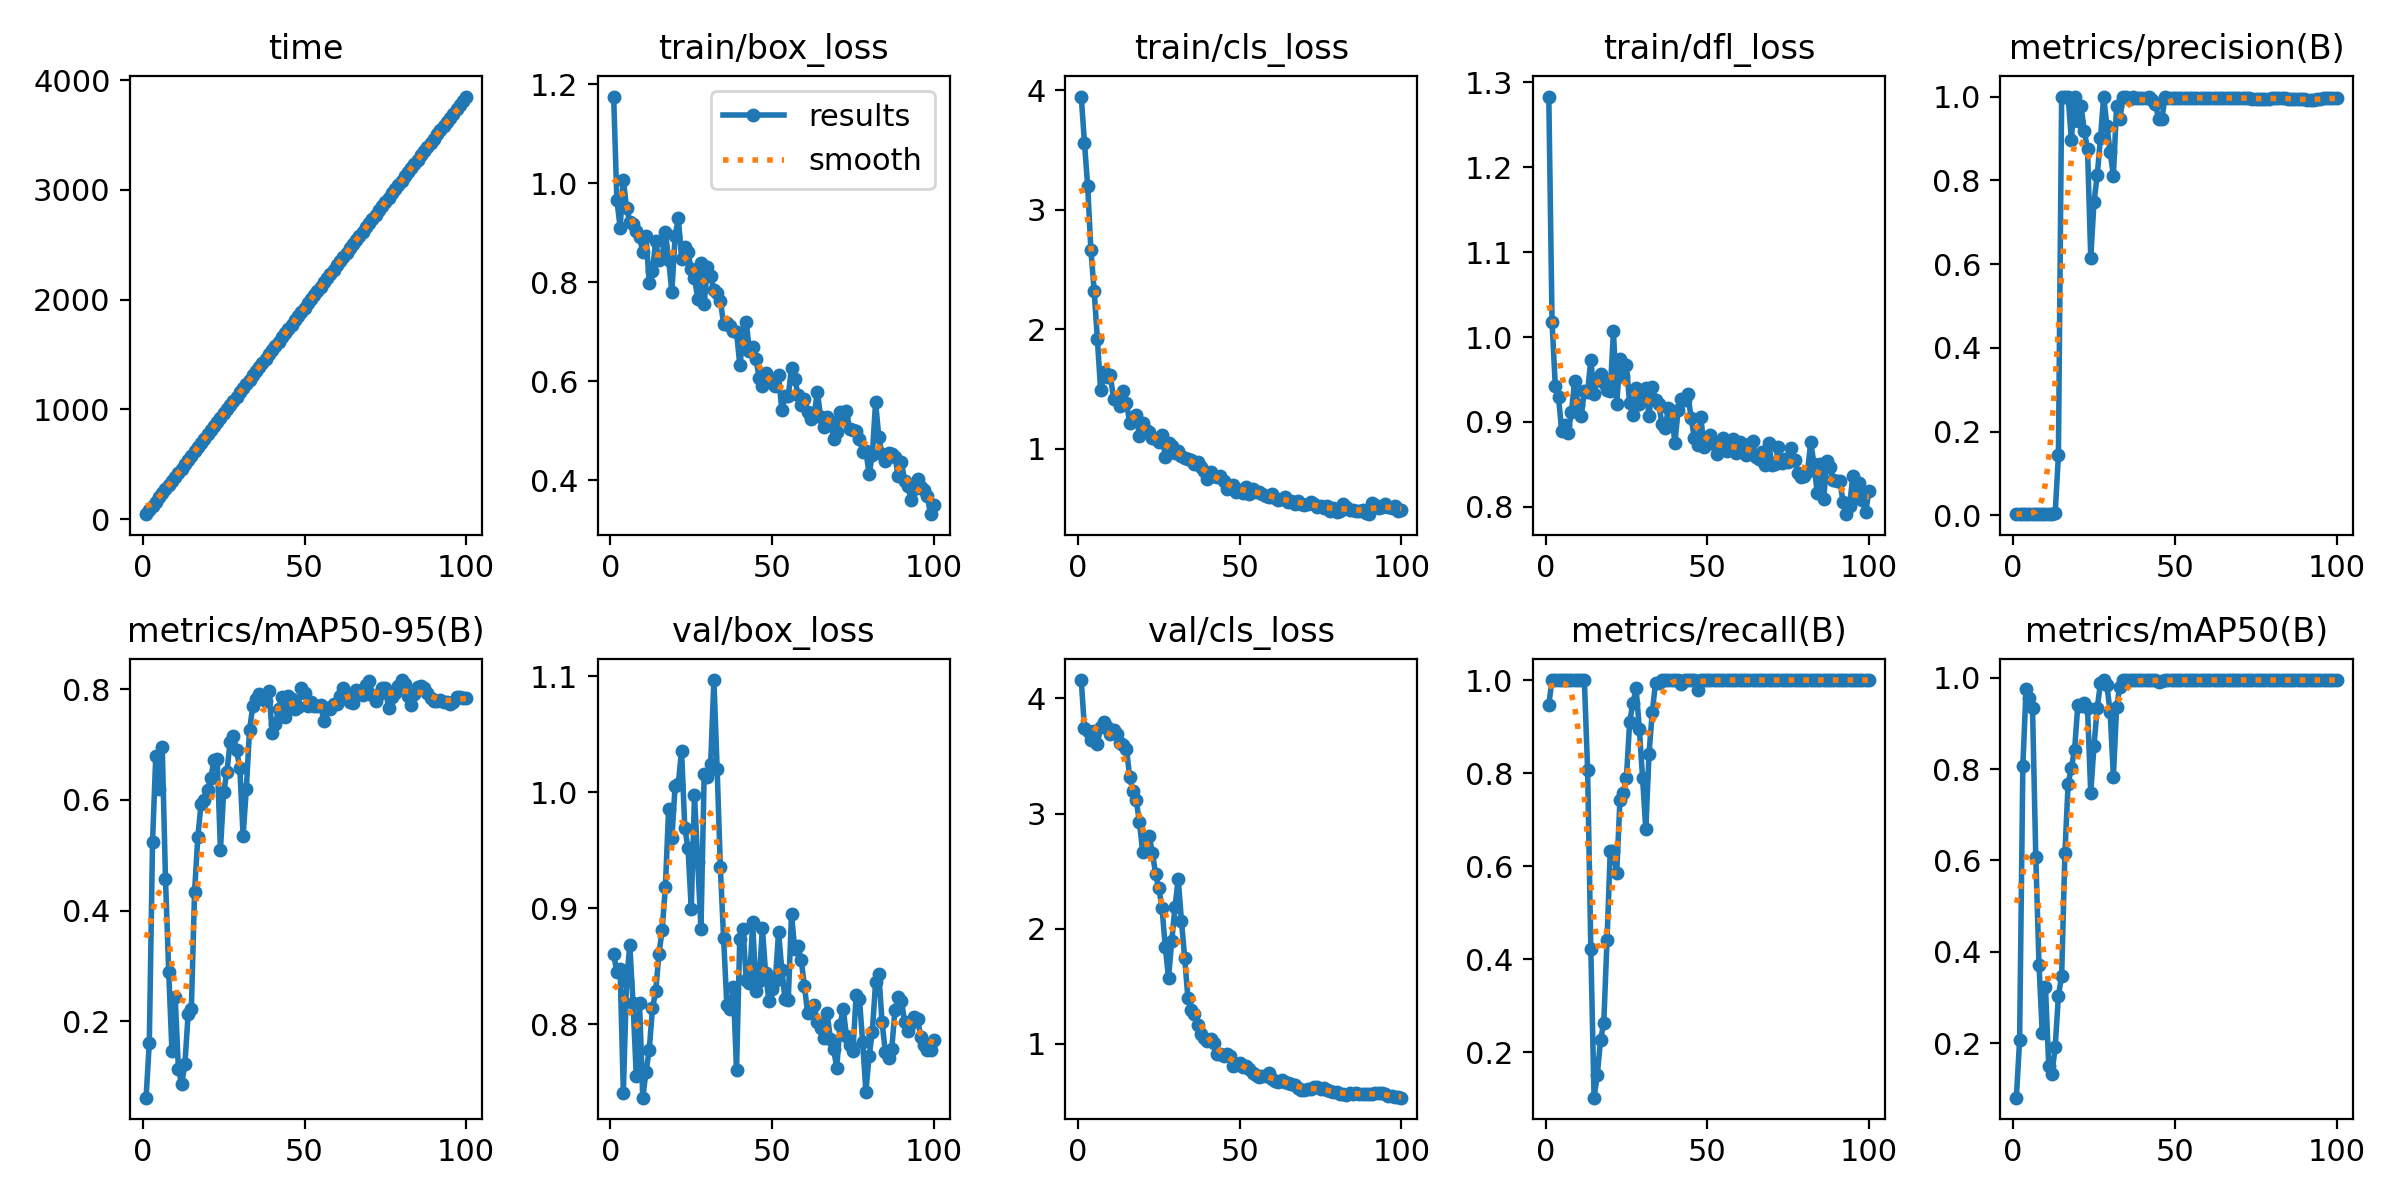 time
4000
3000
2000
1000
0
0 50 100
train/box_loss
results
smooth
1.2
1.0
0.8
0.6
0.4
0 50 100
train/cls_loss
4
3
2
1
0 50 100
train/dfl_loss
1.3
1.2
1.1
1.0
0.9
0.8
0 50 100
metrics/precision(B)
1.0
0.8
0.6
0.4
0.2
0.0
0 50 100
metrics/mAP50-95(B)
0.8
0.6
0.4
0.2
0 50 100
val/box_loss
1.1
1.0
0.9
0.8
0 50 100
val/cls_loss
4
3
2
1
0 50 100
metrics/recall(B)
1.0
0.8
0.6
0.4
0.2
0 50 100
metrics/mAP50(B)
1.0
0.8
0.6
0.4
0.2
0 50 100